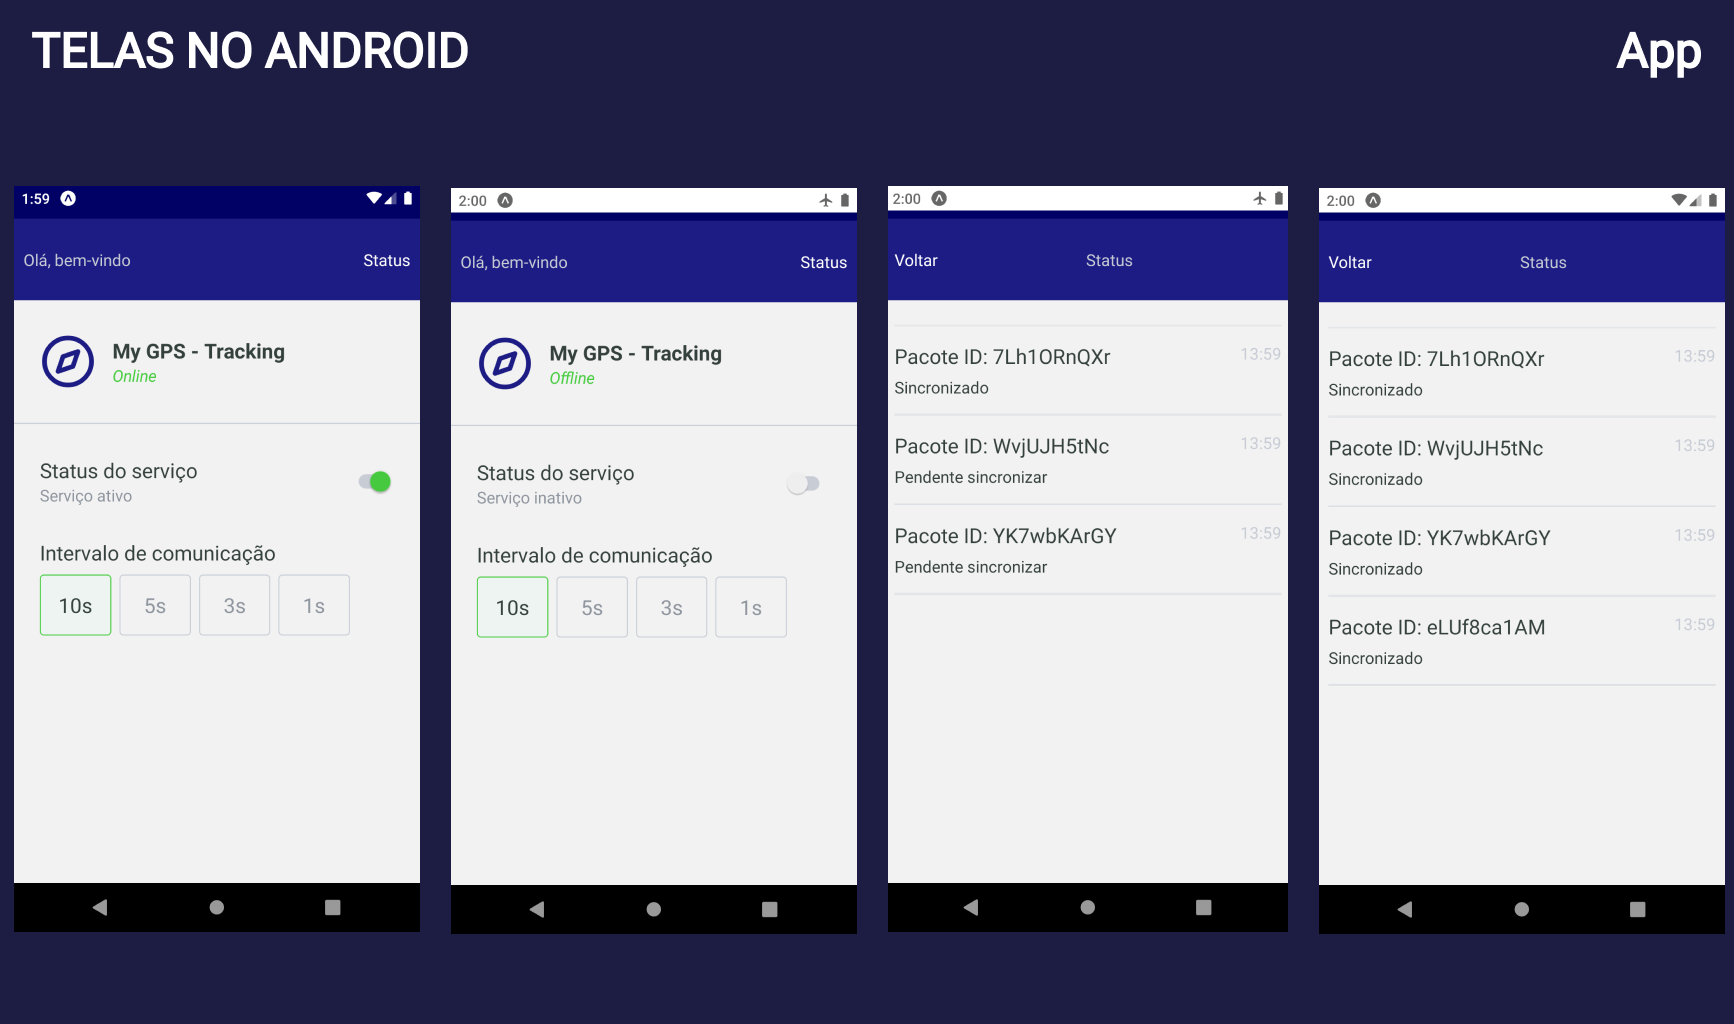 TELAS NO ANDROID
App
1:59
Olá, bem-vindo
Status
My GPS - Tracking
Online
Status do serviço
Serviço ativo
Intervalo de comunicação
10s
5s
3s
1s
2:00
Olá, bem-vindo
Status
My GPS - Tracking
Offline
Status do serviço
Serviço inativo
Intervalo de comunicação
10s
5s
3s
1s
2:00
Voltar
Status
Pacote ID: 7Lh1ORnQXr
13:59
Sincronizado
Pacote ID: WvjUJH5tNc
13:59
Pendente sincronizar
Pacote ID: YK7wbKArGY
13:59
Pendente sincronizar
2:00
Voltar
Status
Pacote ID: 7Lh1ORnQXr
13:59
Sincronizado
Pacote ID: WvjUJH5tNc
13:59
Sincronizado
Pacote ID: YK7wbKArGY
13:59
Sincronizado
Pacote ID: eLUf8ca1AM
13:59
Sincronizado